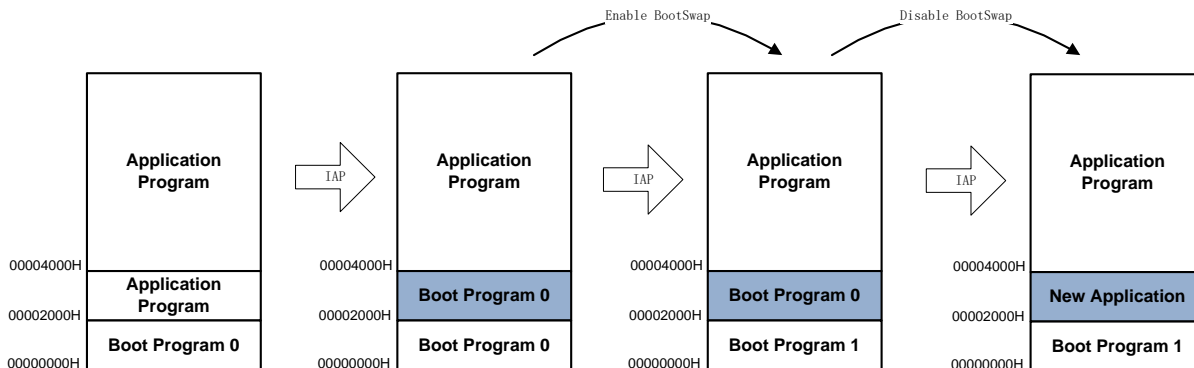 Enable BootSwap
Disable BootSwap
Application
Program
IAP
Application
Program
IAP
Application
Program
IAP
Application
Program
00004000H
Application
Program
00002000H
Boot Program 0
00000000H
00004000H
Boot Program 0
00002000H
Boot Program 0
00000000H
00004000H
Boot Program 0
00002000H
Boot Program 1
00000000H
00004000H
New Application
00002000H
Boot Program 1
00000000H